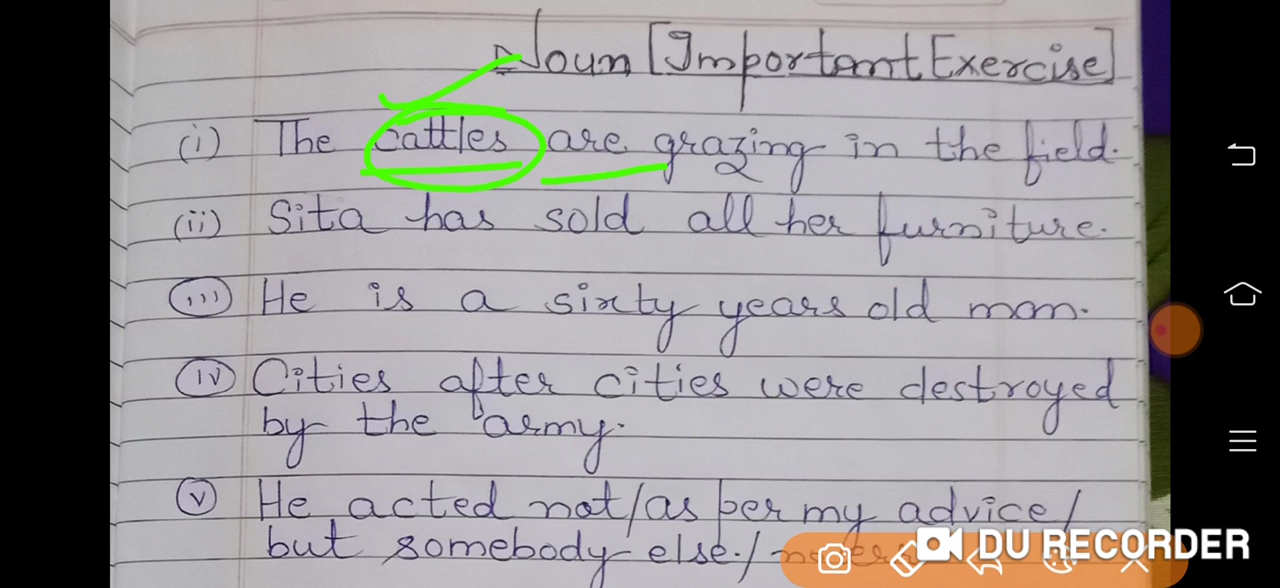 Noun [Important Exercise]
(i) The cattles are grazing in the field.
(ii) Sita has sold all her furniture.
(iii) He is a sixty years old man.
(iv) Cities after cities were destroyed
by the army.
(v) He acted not/as per my advice/
but somebody else./
DU RECORDER